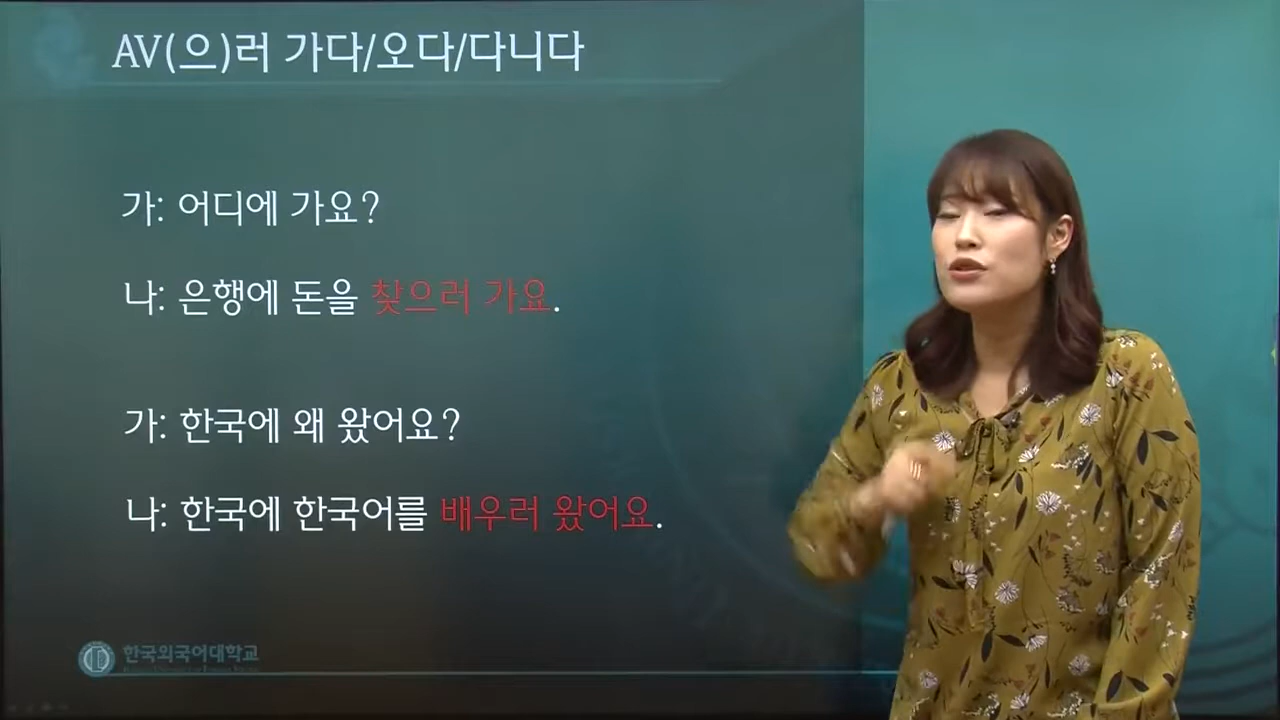 AV(으)러 가다/오다/다니다
가: 어디에 가요?
나: 은행에 돈을 찾으러 가요.
가: 한국에 왜 왔어요?
나: 한국에 한국어를 배우러 왔어요.
한국외국어대학교